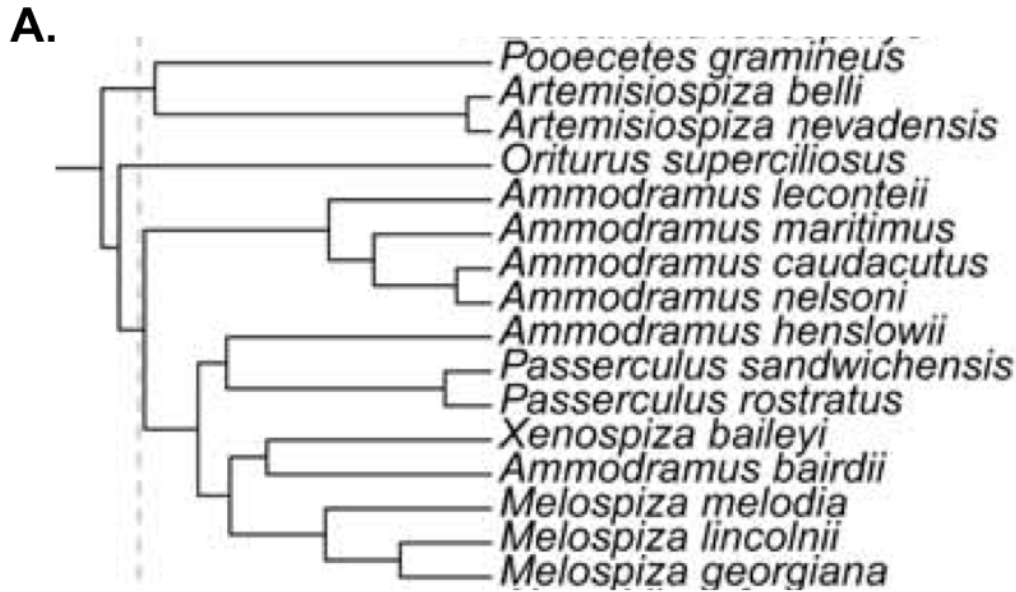 A.
Pooecetes gramineus
Artemisiospiza belli
Artemisiospiza nevadensis
Oriturus superciliosus
Ammodramus leconteii
Ammodramus maritimus
Ammodramus caudacutus
Ammodramus nelsoni
Ammodramus henslowii
Passerculus sandwichensis
Passerculus rostratus
Xenospiza baileyi
Ammodramus bairdii
Melospiza melodia
Melospiza lincolnii
Melospiza georgiana